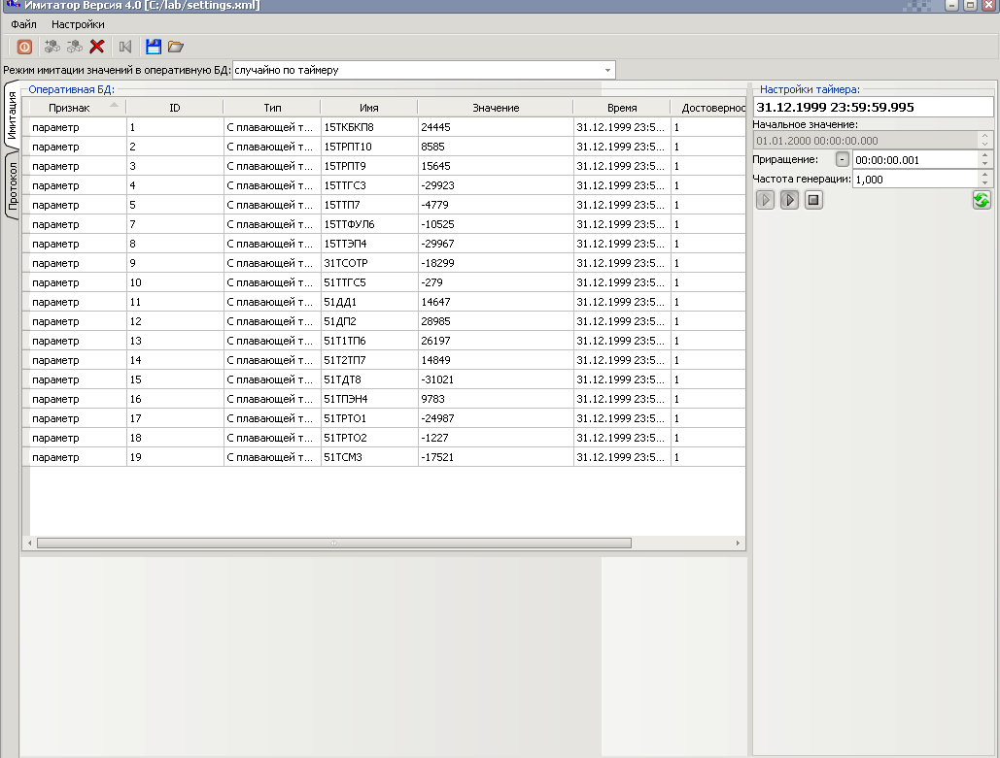 Имитатор Версия 4.0 [C:/lab/settings.xml]
Файл Настройки
Режим имитации значений в оперативную БД: случайно по таймеру
Имитация
Протокол
Оперативная БД:
Признак ID Тип Имя Значение Время Достовернос
параметр 1 С плавающей т... 15ТКБКП8 24445 31.12.1999 23:5... 1
параметр 2 С плавающей т... 15ТРПТ10 8585 31.12.1999 23:5... 1
параметр 3 С плавающей т... 15ТРПТ9 15645 31.12.1999 23:5... 1
параметр 4 С плавающей т... 15ТТГС3 -29923 31.12.1999 23:5... 1
параметр 5 С плавающей т... 15ТТП7 -4779 31.12.1999 23:5... 1
параметр 7 С плавающей т... 15ТТФУЛ6 -10525 31.12.1999 23:5... 1
параметр 8 С плавающей т... 15ТТЭП4 -29967 31.12.1999 23:5... 1
параметр 9 С плавающей т... 31ТСОТР -18299 31.12.1999 23:5... 1
параметр 10 С плавающей т... 51ТТГС5 -279 31.12.1999 23:5... 1
параметр 11 С плавающей т... 51ДД1 14647 31.12.1999 23:5... 1
параметр 12 С плавающей т... 51ДП2 28985 31.12.1999 23:5... 1
параметр 13 С плавающей т... 51Т1ТП6 26197 31.12.1999 23:5... 1
параметр 14 С плавающей т... 51Т2ТП7 14849 31.12.1999 23:5... 1
параметр 15 С плавающей т... 51ТДТ8 -31021 31.12.1999 23:5... 1
параметр 16 С плавающей т... 51ТПЭН4 9783 31.12.1999 23:5... 1
параметр 17 С плавающей т... 51ТРТО1 -24987 31.12.1999 23:5... 1
параметр 18 С плавающей т... 51ТРТО2 -1227 31.12.1999 23:5... 1
параметр 19 С плавающей т... 51ТСМ3 -17521 31.12.1999 23:5... 1
Настройки таймера:
31.12.1999 23:59:59.995
Начальное значение:
01.01.2000 00:00:00.000
Приращение: - 00:00:00.001
Частота генерации: 1,000